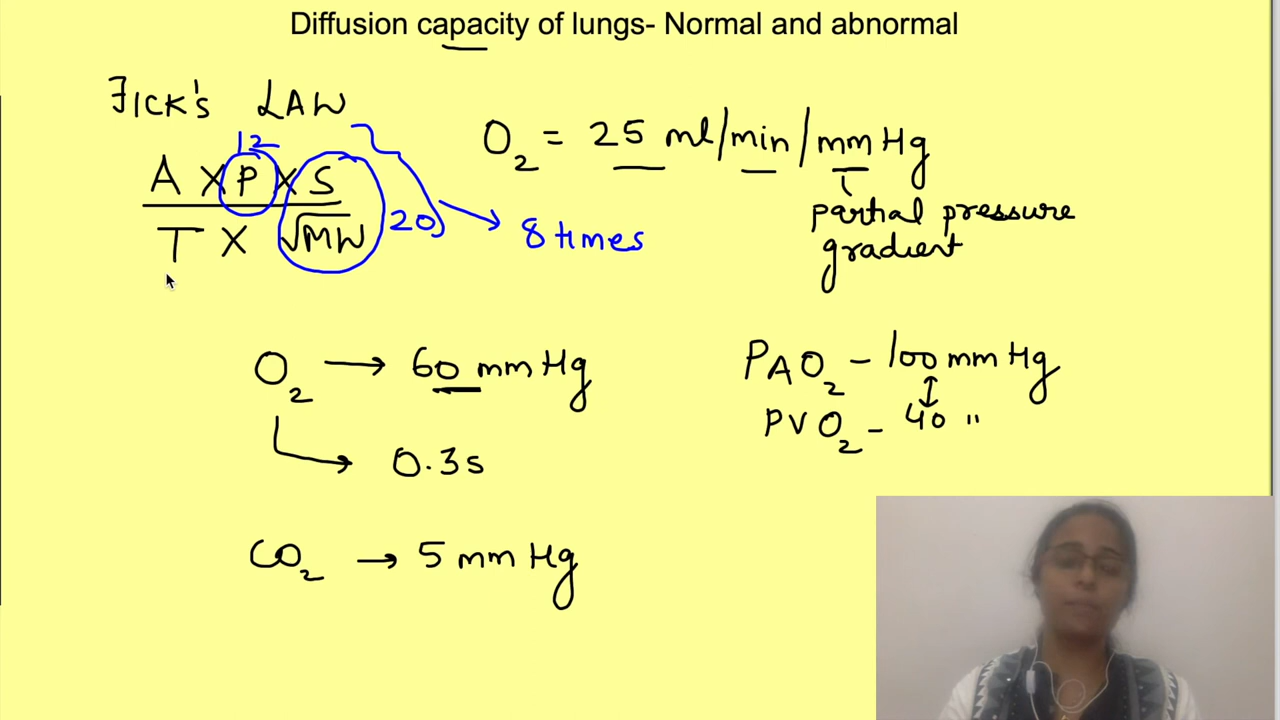 Diffusion capacity of lungs- Normal and abnormal
FICK'S LAW
12
A X P X S
T X √MW
20
8 times
O2 = 25 ml/min/mmHg
partial pressure
gradient
O2 → 60 mmHg
0.3s
PAO2 - 100 mmHg
PVO2 - 40 "
CO2 → 5 mmHg